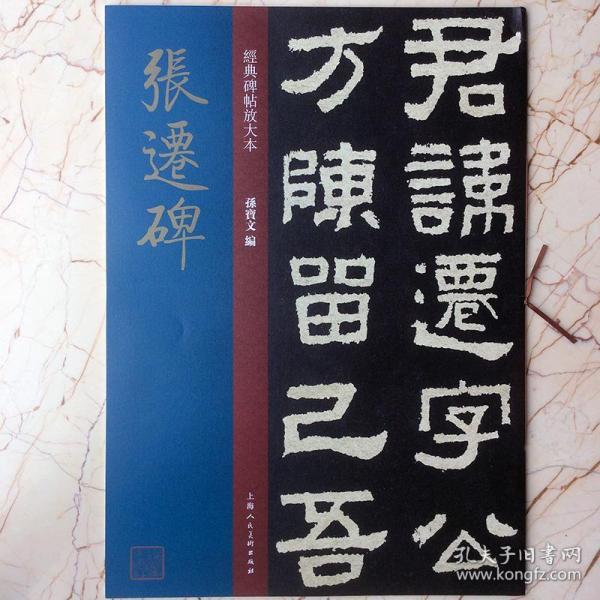 君諱遷字公
方陳留己吾
經典碑帖放大本
孫寶文 編
上海人民美術出版社
張遷碑
孔夫子旧書网
www.kongfz.com